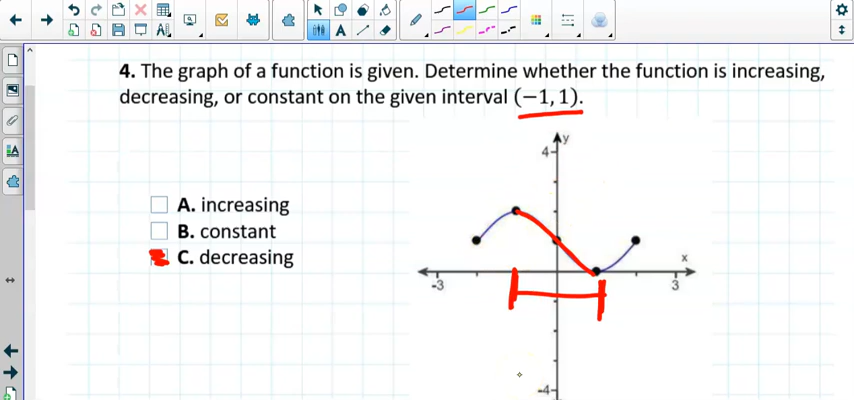 4. The graph of a function is given. Determine whether the function is increasing,
decreasing, or constant on the given interval (−1, 1).
y
4
A. increasing
B. constant
C. decreasing
x
-3
3
-4